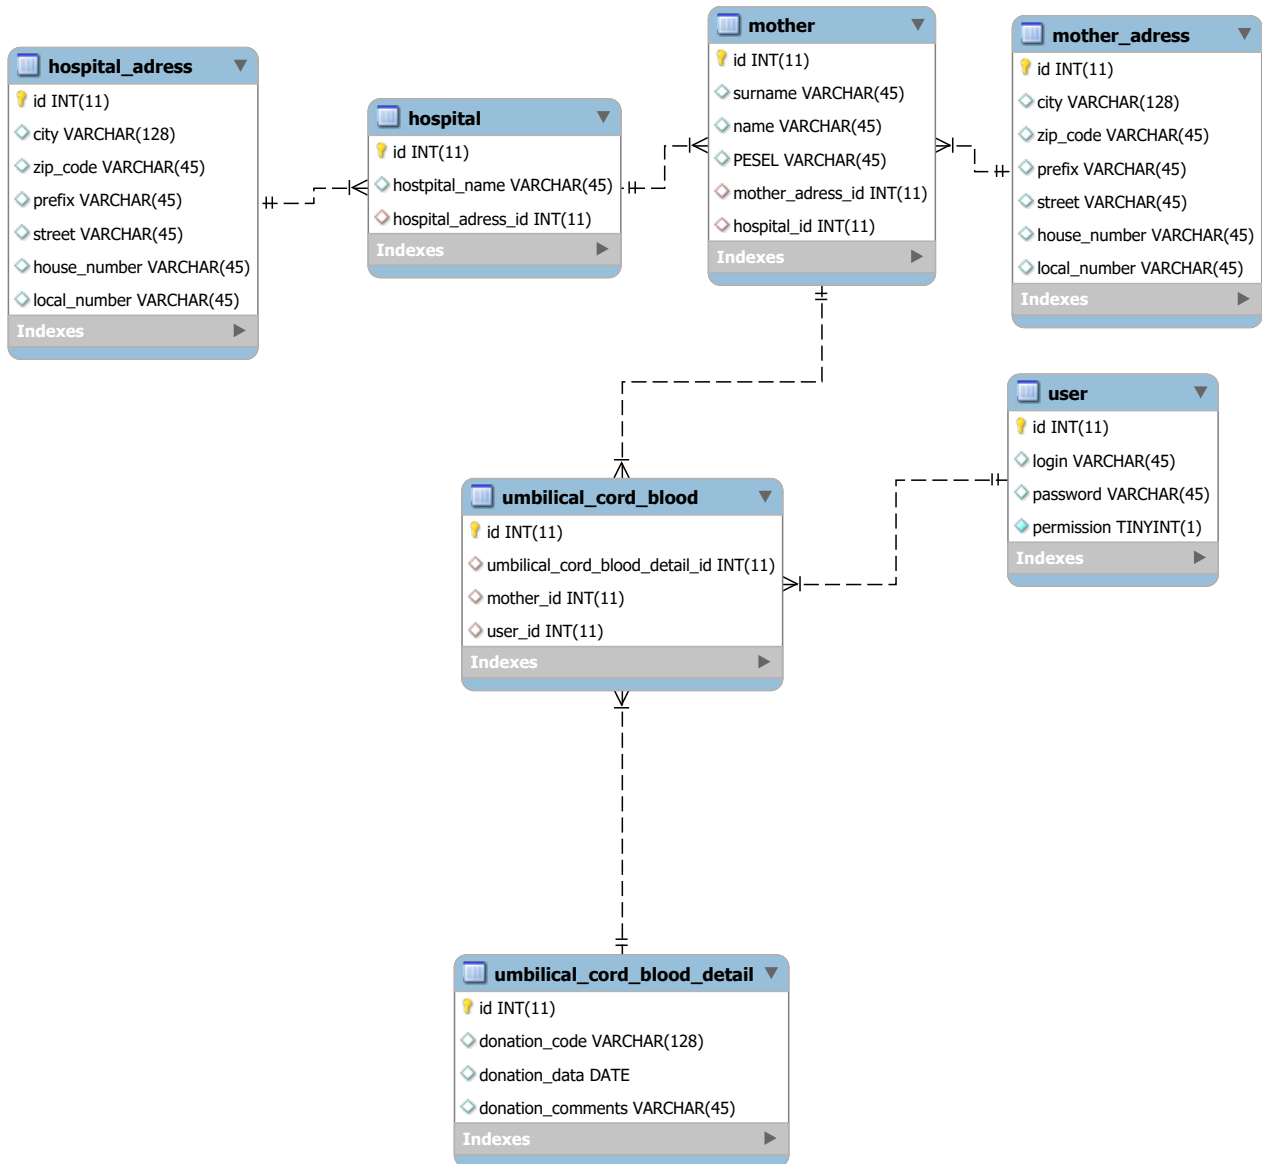 hospital_adress
id INT(11)
city VARCHAR(128)
zip_code VARCHAR(45)
prefix VARCHAR(45)
street VARCHAR(45)
house_number VARCHAR(45)
local_number VARCHAR(45)
Indexes
hospital
id INT(11)
hostpital_name VARCHAR(45)
hospital_adress_id INT(11)
Indexes
mother
id INT(11)
surname VARCHAR(45)
name VARCHAR(45)
PESEL VARCHAR(45)
mother_adress_id INT(11)
hospital_id INT(11)
Indexes
mother_adress
id INT(11)
city VARCHAR(128)
zip_code VARCHAR(45)
prefix VARCHAR(45)
street VARCHAR(45)
house_number VARCHAR(45)
local_number VARCHAR(45)
Indexes
user
id INT(11)
login VARCHAR(45)
password VARCHAR(45)
permission TINYINT(1)
Indexes
umbilical_cord_blood
id INT(11)
umbilical_cord_blood_detail_id INT(11)
mother_id INT(11)
user_id INT(11)
Indexes
umbilical_cord_blood_detail
id INT(11)
donation_code VARCHAR(128)
donation_data DATE
donation_comments VARCHAR(45)
Indexes